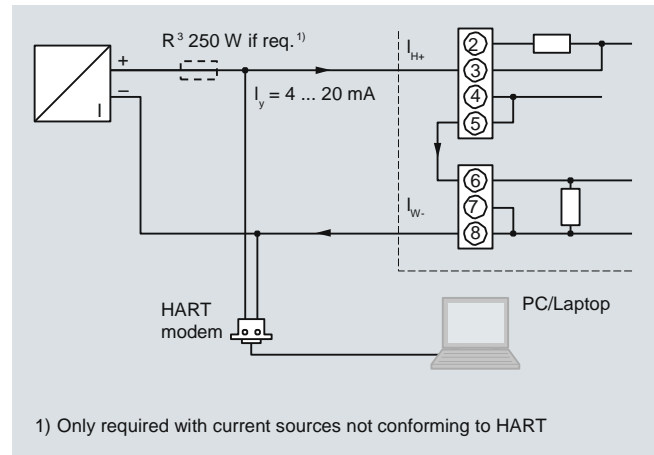 R³ 250 W if req.¹⁾
+
−
I
I_y = 4 ... 20 mA
I_H+
2
3
4
5
6
7
8
I_W-
HART
modem
PC/Laptop
1) Only required with current sources not conforming to HART